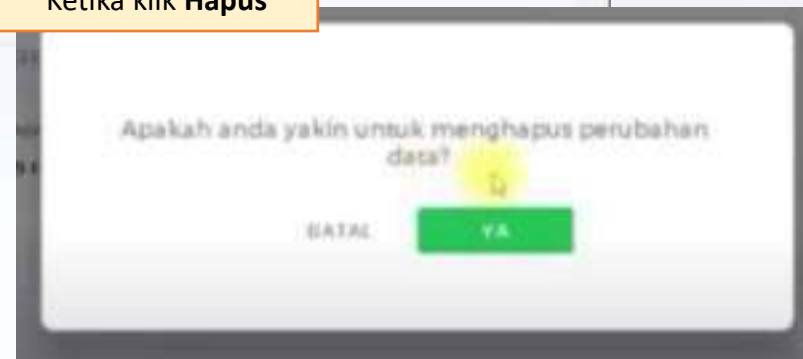 Ketika klik Hapus
Apakah anda yakin untuk menghapus perubahan
data?
BATAL YA